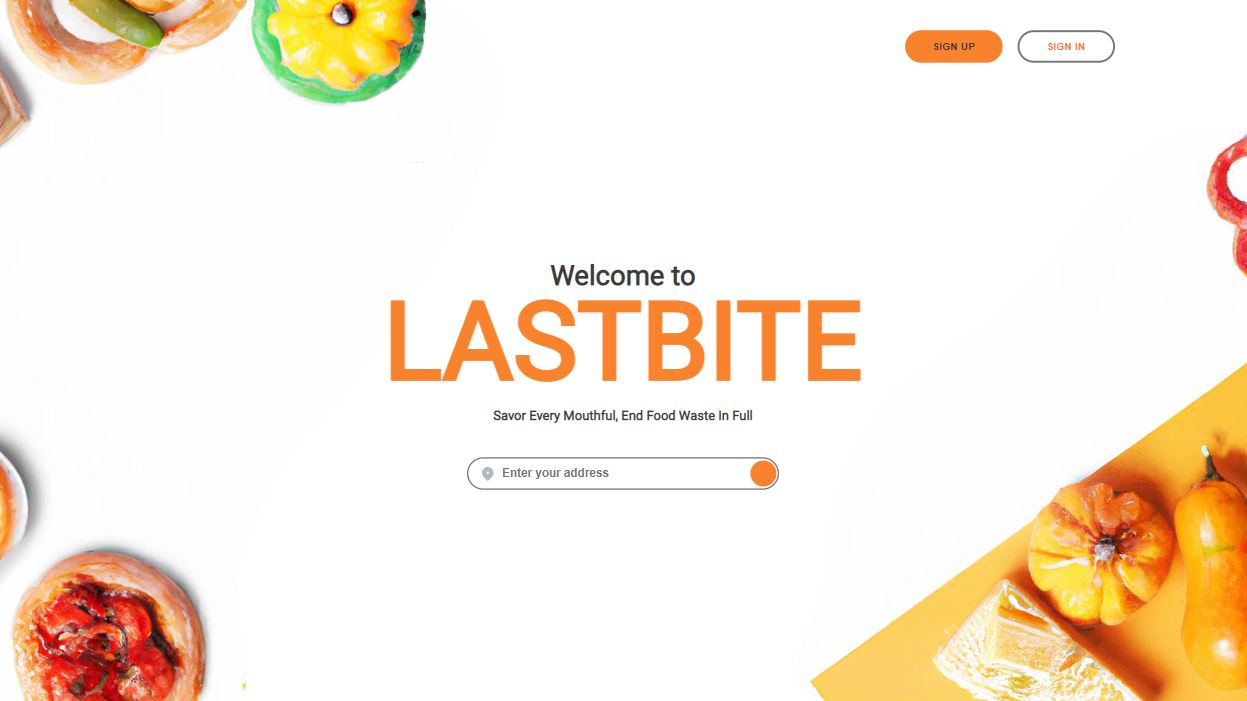 SIGN UP
SIGN IN
Welcome to
LASTBITE
Savor Every Mouthful, End Food Waste In Full
Enter your address